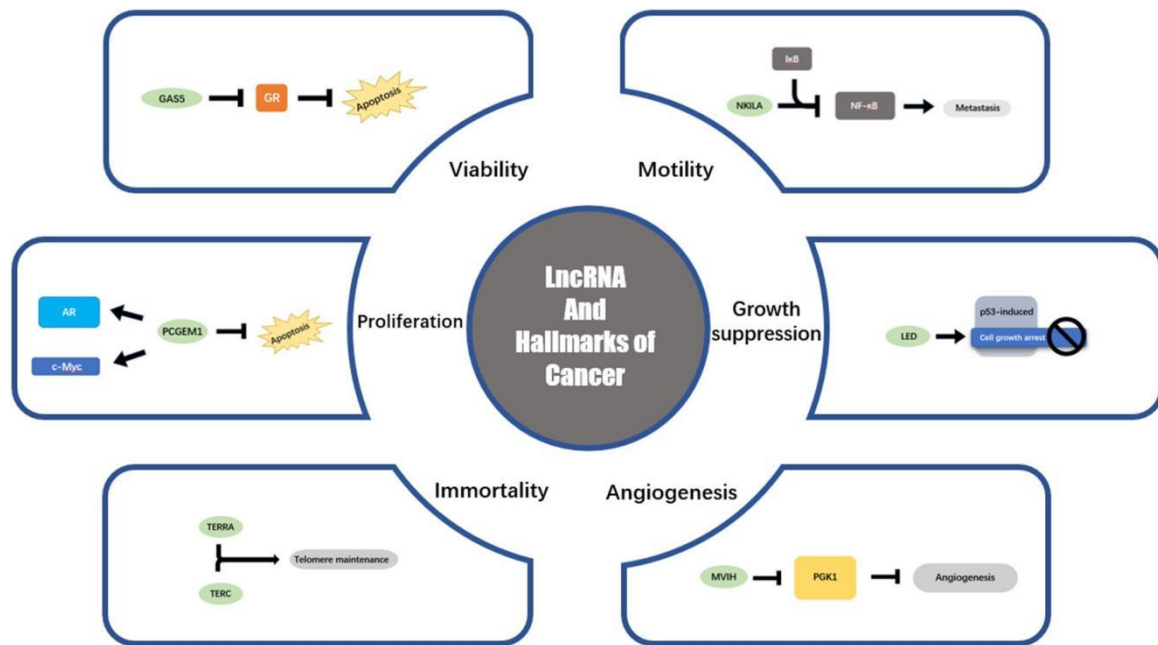 GAS5
GR
Apoptosis
Viability
IκB
NKILA
NF-κB
Metastasis
Motility
AR
PCGEM1
Apoptosis
c-Myc
Proliferation
LncRNA
And
Hallmarks of
Cancer
Growth
suppression
p53-induced
LED
Cell growth arrest
Immortality
TERRA
Telomere maintenance
TERC
Angiogenesis
MVIH
PGK1
Angiogenesis